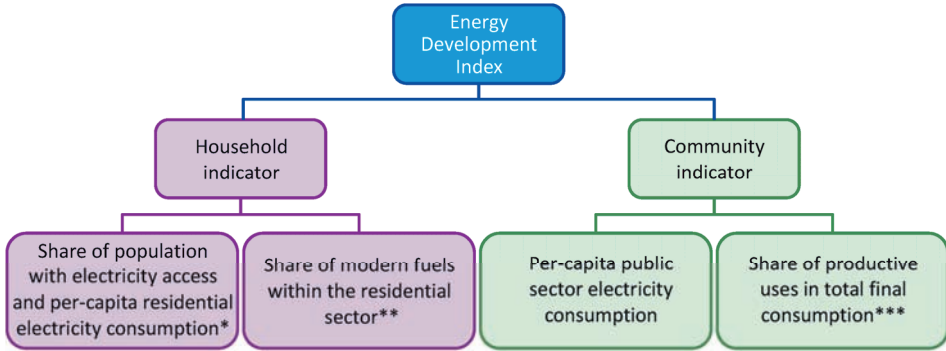 Energy
Development
Index
Household
indicator
Community
indicator
Share of population
with electricity access
and per-capita residential
electricity consumption*
Share of modern fuels
within the residential
sector**
Per-capita public
sector electricity
consumption
Share of productive
uses in total final
consumption***